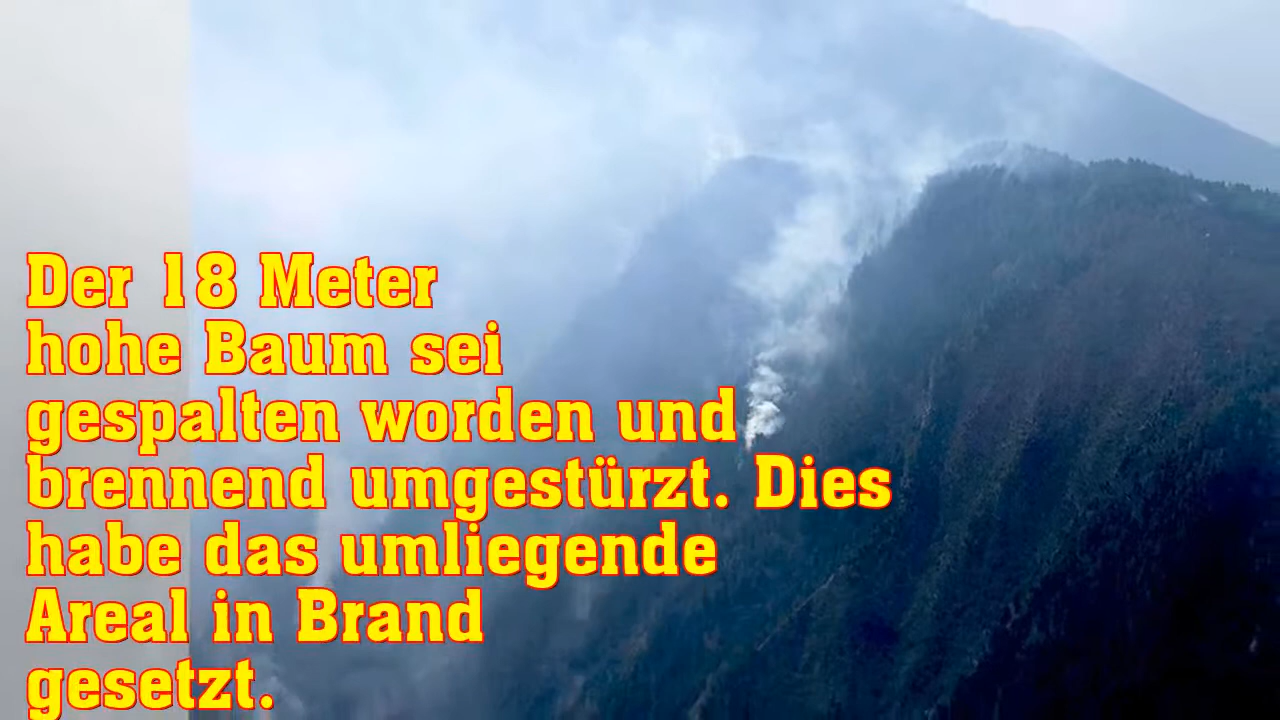 Der 18 Meter
hohe Baum sei
gespalten worden und
brennend umgestürzt. Dies
habe das umliegende
Areal in Brand
gesetzt.